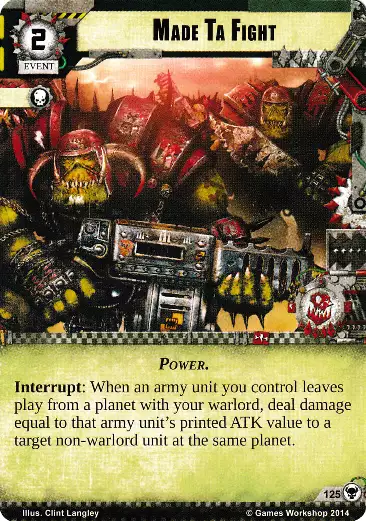 2
EVENT
Made Ta Fight
Power.
Interrupt: When an army unit you control leaves
play from a planet with your warlord, deal damage
equal to that army unit's printed ATK value to a
target non-warlord unit at the same planet.
125
Illus. Clint Langley
© Games Workshop 2014